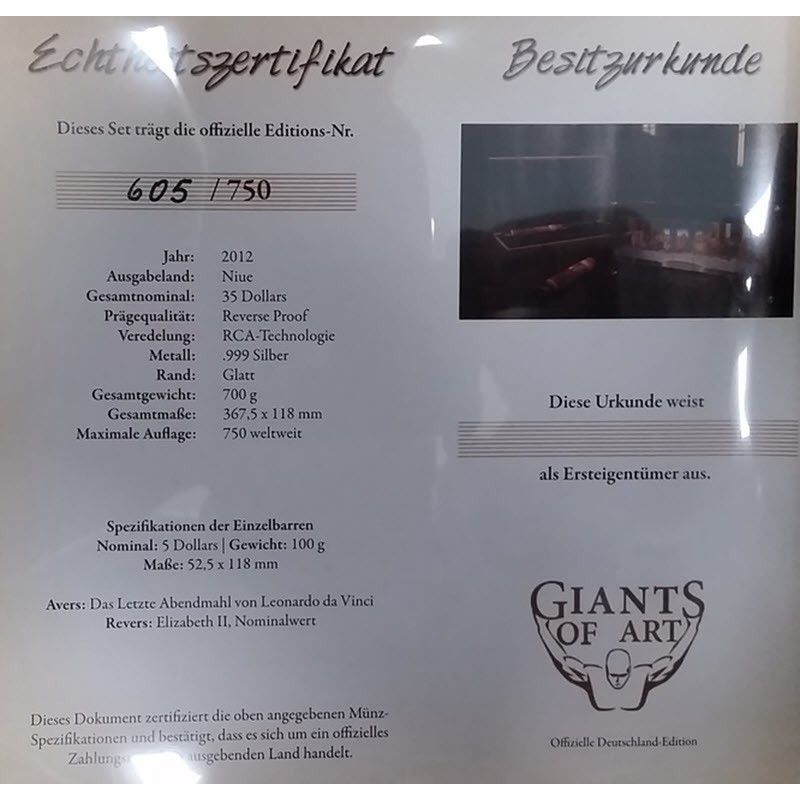 Echtheitszertifikat
Dieses Set trägt die offizielle Editions-Nr.
605 / 750
Jahr: 2012
Ausgabeland: Niue
Gesamtnominal: 35 Dollars
Prägequalität: Reverse Proof
Veredelung: RCA-Technologie
Metall: .999 Silber
Rand: Glatt
Gesamtgewicht: 700 g
Gesamtmaße: 367,5 x 118 mm
Maximale Auflage: 750 weltweit
Spezifikationen der Einzelbarren
Nominal: 5 Dollars | Gewicht: 100 g
Maße: 52,5 x 118 mm
Avers: Das Letzte Abendmahl von Leonardo da Vinci
Revers: Elizabeth II, Nominalwert
Dieses Dokument zertifiziert die oben angegebenen Münz-
Spezifikationen und bestätigt, dass es sich um ein offizielles
ausgebenden Land handelt.
Besitzurkunde
Diese Urkunde weist
als Ersteigentümer aus.
GIANTS
OF ART
Offizielle Deutschland-Edition